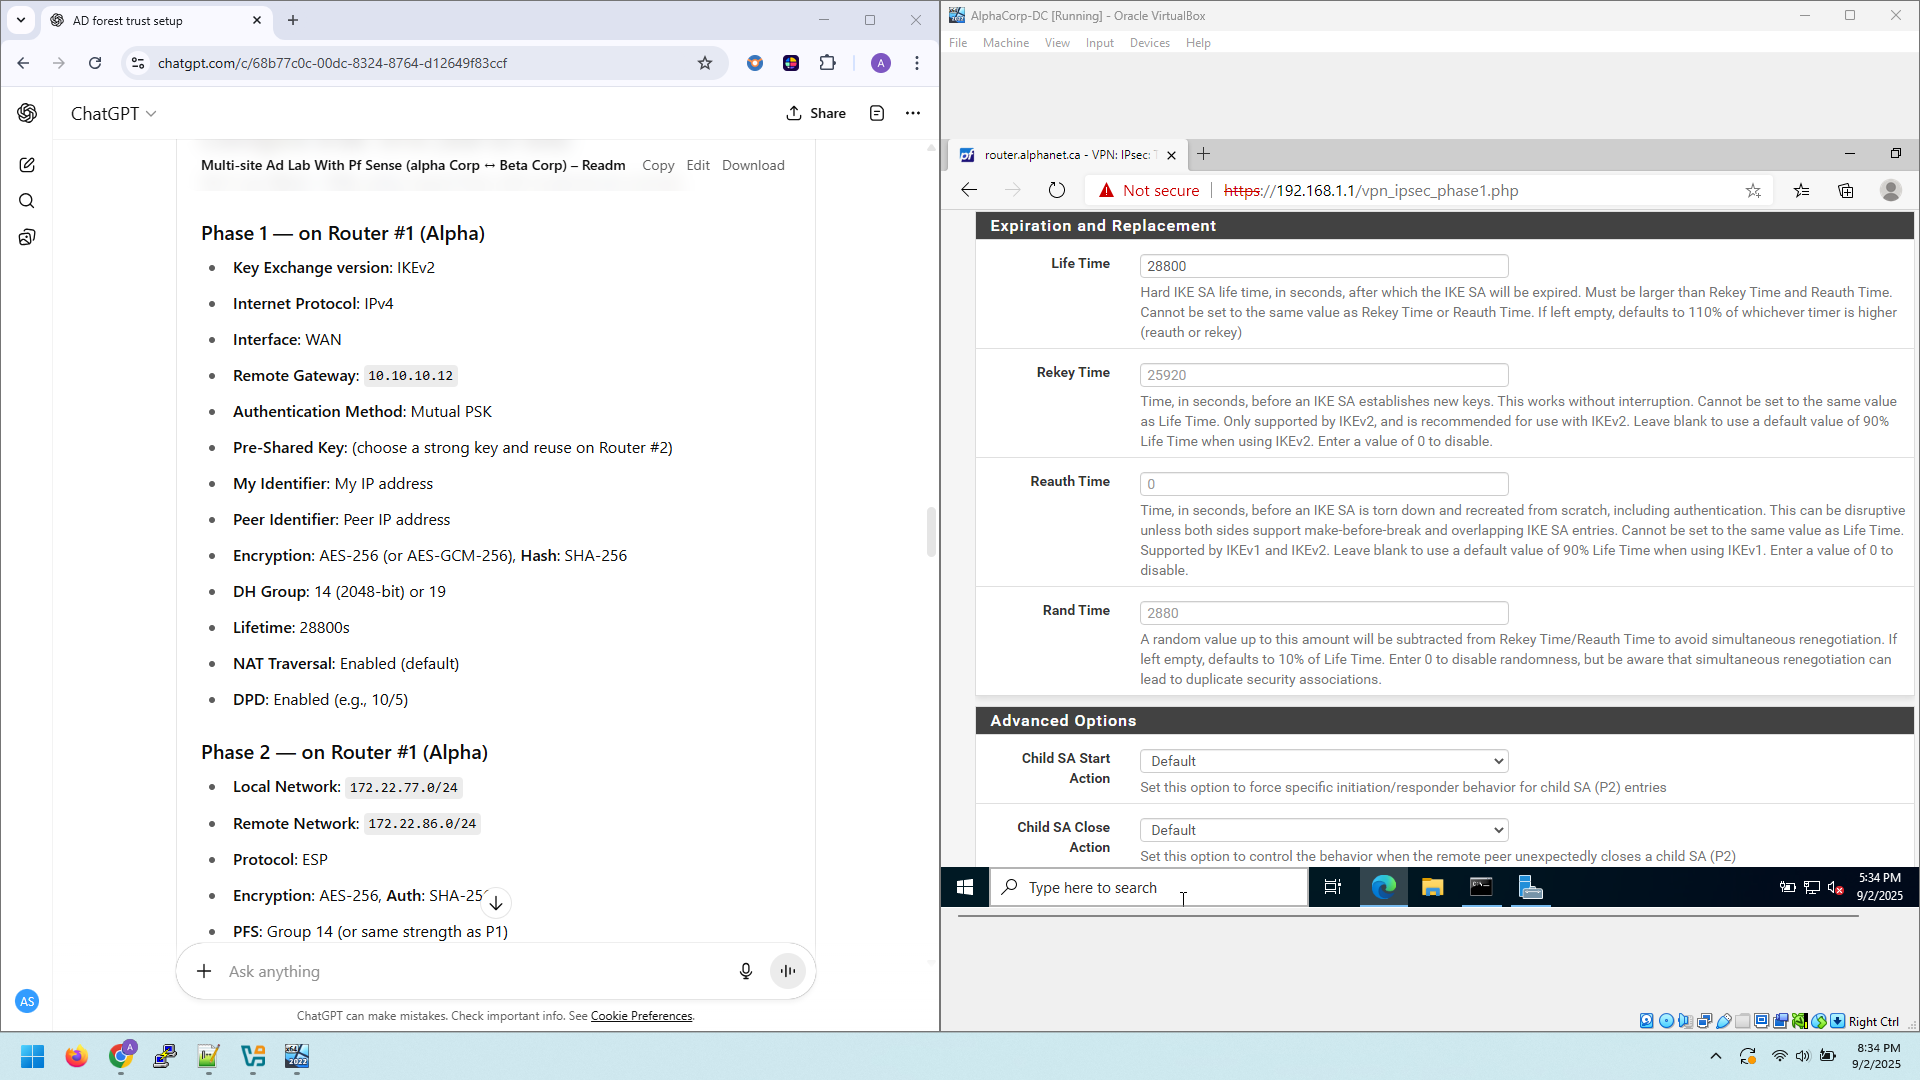 AD forest trust setup
chatgpt.com/c/68b77c0c-00dc-8324-8764-d12649f83ccf
A
ChatGPT
Share
Multi-site Ad Lab With Pf Sense (alpha Corp ↔ Beta Corp) – Readm
Copy
Edit
Download
Phase 1 — on Router #1 (Alpha)
• Key Exchange version: IKEv2
• Internet Protocol: IPv4
• Interface: WAN
• Remote Gateway: 10.10.10.12
• Authentication Method: Mutual PSK
• Pre-Shared Key: (choose a strong key and reuse on Router #2)
• My Identifier: My IP address
• Peer Identifier: Peer IP address
• Encryption: AES-256 (or AES-GCM-256), Hash: SHA-256
• DH Group: 14 (2048-bit) or 19
• Lifetime: 28800s
• NAT Traversal: Enabled (default)
• DPD: Enabled (e.g., 10/5)
Phase 2 — on Router #1 (Alpha)
• Local Network: 172.22.77.0/24
• Remote Network: 172.22.86.0/24
• Protocol: ESP
• Encryption: AES-256, Auth: SHA-256
• PFS: Group 14 (or same strength as P1)
Ask anything
AS
ChatGPT can make mistakes. Check important info. See Cookie Preferences.
AlphaCorp-DC [Running] - Oracle VirtualBox
File
Machine
View
Input
Devices
Help
pf
router.alphanet.ca - VPN: IPsec: T
Not secure
https://192.168.1.1/vpn_ipsec_phase1.php
Expiration and Replacement
Life Time
28800
Hard IKE SA life time, in seconds, after which the IKE SA will be expired. Must be larger than Rekey Time and Reauth Time.
Cannot be set to the same value as Rekey Time or Reauth Time. If left empty, defaults to 110% of whichever timer is higher
(reauth or rekey)
Rekey Time
25920
Time, in seconds, before an IKE SA establishes new keys. This works without interruption. Cannot be set to the same value
as Life Time. Only supported by IKEv2, and is recommended for use with IKEv2. Leave blank to use a default value of 90%
Life Time when using IKEv2. Enter a value of 0 to disable.
Reauth Time
0
Time, in seconds, before an IKE SA is torn down and recreated from scratch, including authentication. This can be disruptive
unless both sides support make-before-break and overlapping IKE SA entries. Cannot be set to the same value as Life Time.
Supported by IKEv1 and IKEv2. Leave blank to use a default value of 90% Life Time when using IKEv1. Enter a value of 0 to
disable.
Rand Time
2880
A random value up to this amount will be subtracted from Rekey Time/Reauth Time to avoid simultaneous renegotiation. If
left empty, defaults to 10% of Life Time. Enter 0 to disable randomness, but be aware that simultaneous renegotiation can
lead to duplicate security associations.
Advanced Options
Child SA Start
Action
Default
Set this option to force specific initiation/responder behavior for child SA (P2) entries
Child SA Close
Action
Default
Set this option to control the behavior when the remote peer unexpectedly closes a child SA (P2)
Type here to search
5:34 PM
9/2/2025
Right Ctrl
8:34 PM
9/2/2025